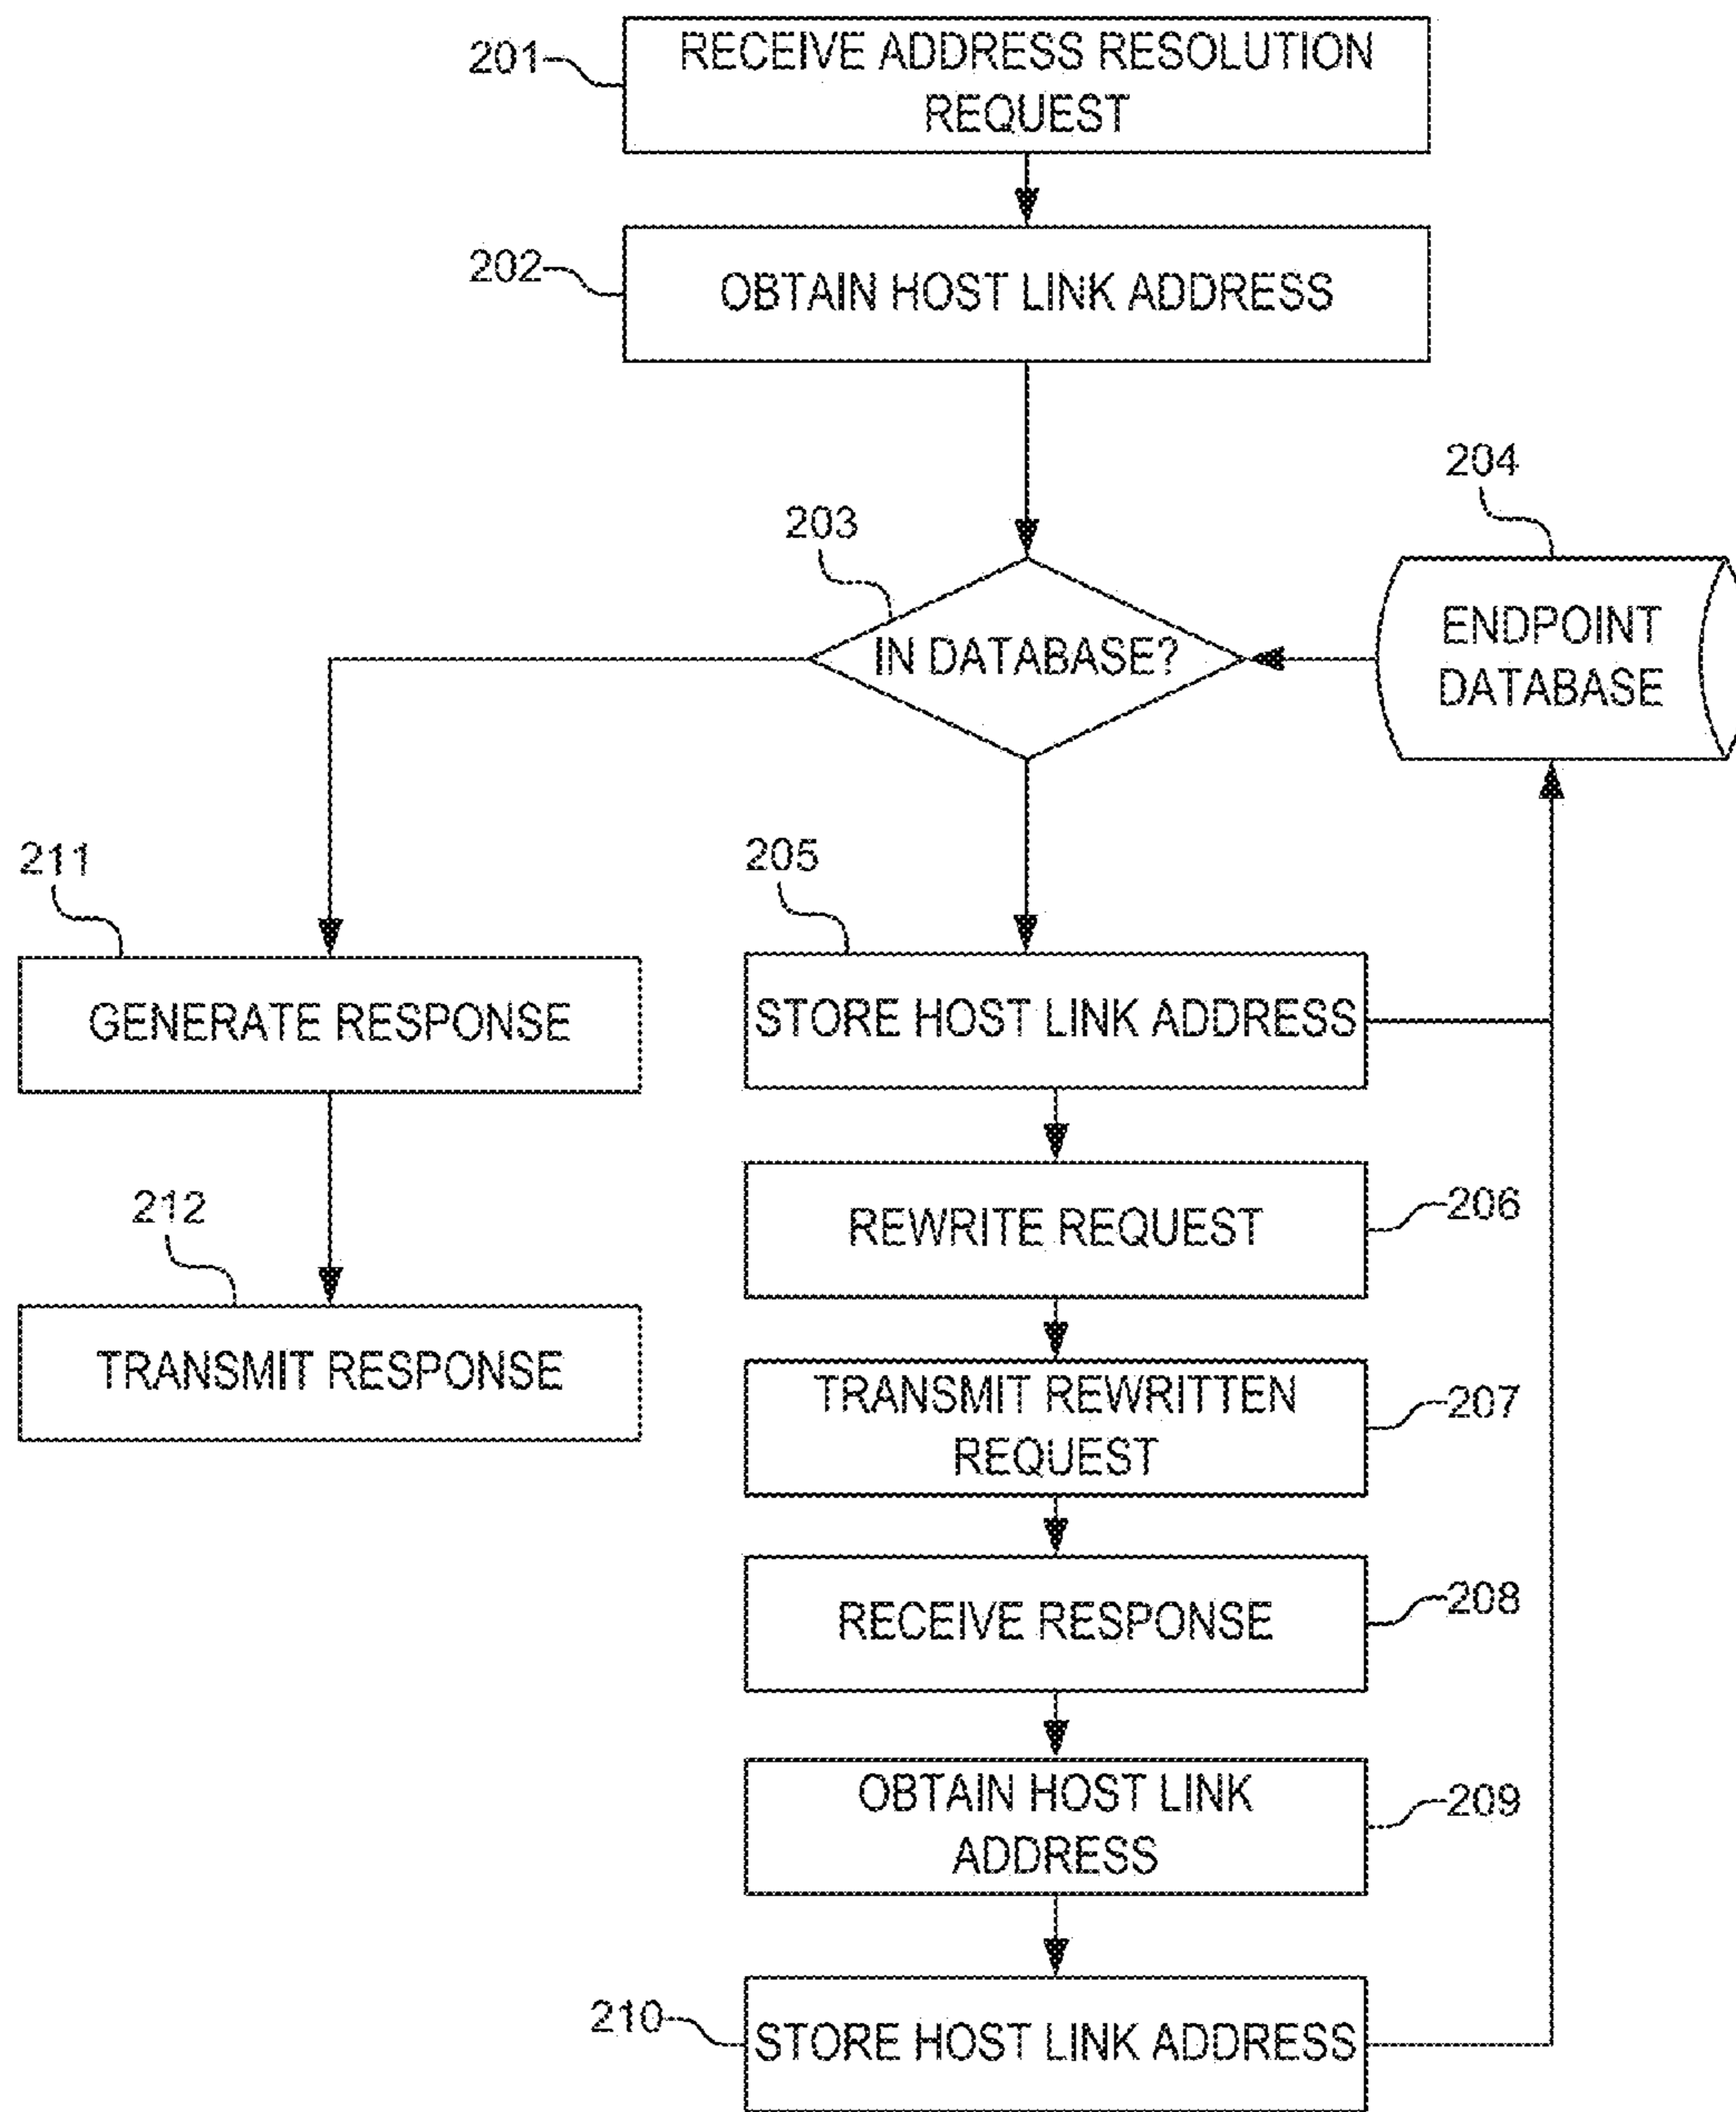 201
RECEIVE ADDRESS RESOLUTION
REQUEST
202
OBTAIN HOST LINK ADDRESS
204
203
IN DATABASE?
ENDPOINT
DATABASE
211
205
GENERATE RESPONSE
STORE HOST LINK ADDRESS
212
REWRITE REQUEST
206
TRANSMIT RESPONSE
TRANSMIT REWRITTEN
REQUEST
207
RECEIVE RESPONSE
208
OBTAIN HOST LINK
ADDRESS
209
210
STORE HOST LINK ADDRESS